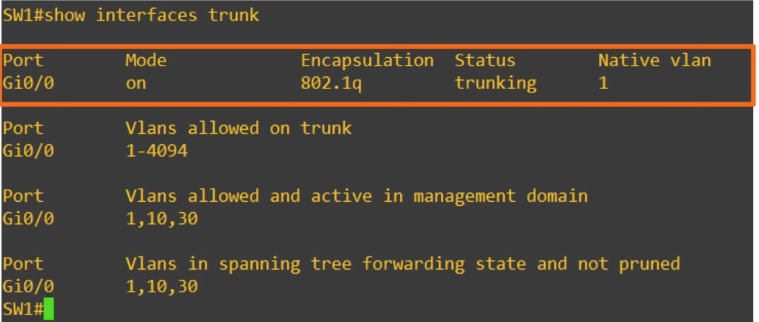 SW1#show interfaces trunk
Port Mode Encapsulation Status Native vlan
Gi0/0 on 802.1q trunking 1
Port Vlans allowed on trunk
Gi0/0 1-4094
Port Vlans allowed and active in management domain
Gi0/0 1,10,30
Port Vlans in spanning tree forwarding state and not pruned
Gi0/0 1,10,30
SW1#